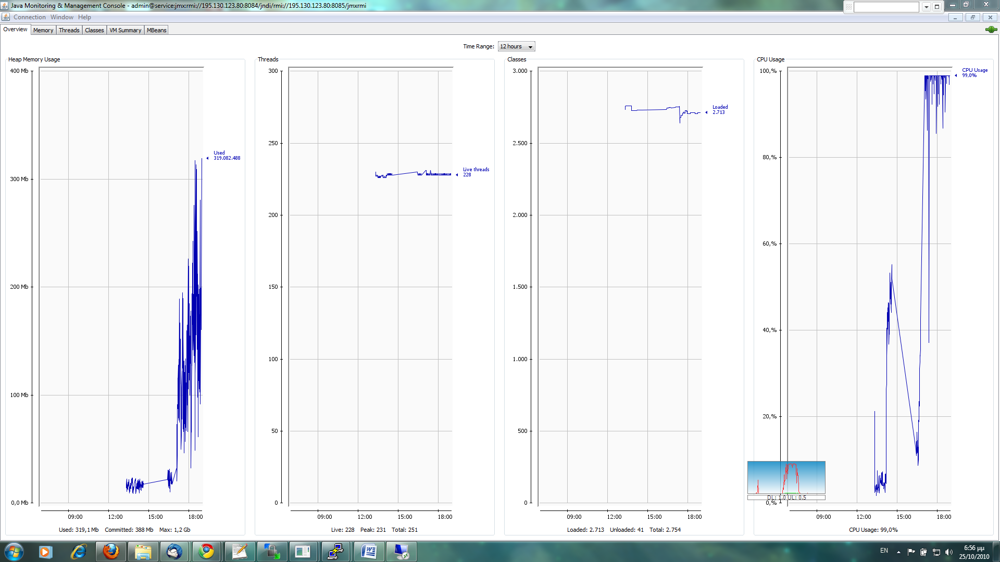 Java Monitoring & Management Console - admin@service:jmx:rmi://195.130.123.80:8084/jndi/rmi://195.130.123.80:8085/jmxrmi
Connection Window Help
Overview Memory Threads Classes VM Summary MBeans
Time Range: 12 hours
Heap Memory Usage
400 Mb
300 Mb
200 Mb
100 Mb
0,0 Mb
Used
319.082.488
09:00 12:00 15:00 18:00
Used: 319,1 Mb Committed: 388 Mb Max: 1,2 Gb
Threads
300
250
200
150
100
50
0
Live threads
228
09:00 12:00 15:00 18:00
Live: 228 Peak: 231 Total: 251
Classes
3.000
2.500
2.000
1.500
1.000
500
0
Loaded
2.713
09:00 12:00 15:00 18:00
Loaded: 2.713 Unloaded: 41 Total: 2.754
CPU Usage
100,%
80,%
60,%
40,%
20,%
0,%
CPU Usage
99,0%
DL: 1.0 UL: 0.5
09:00 12:00 15:00 18:00
CPU Usage: 99,0%
EN
6:56 μμ
25/10/2010